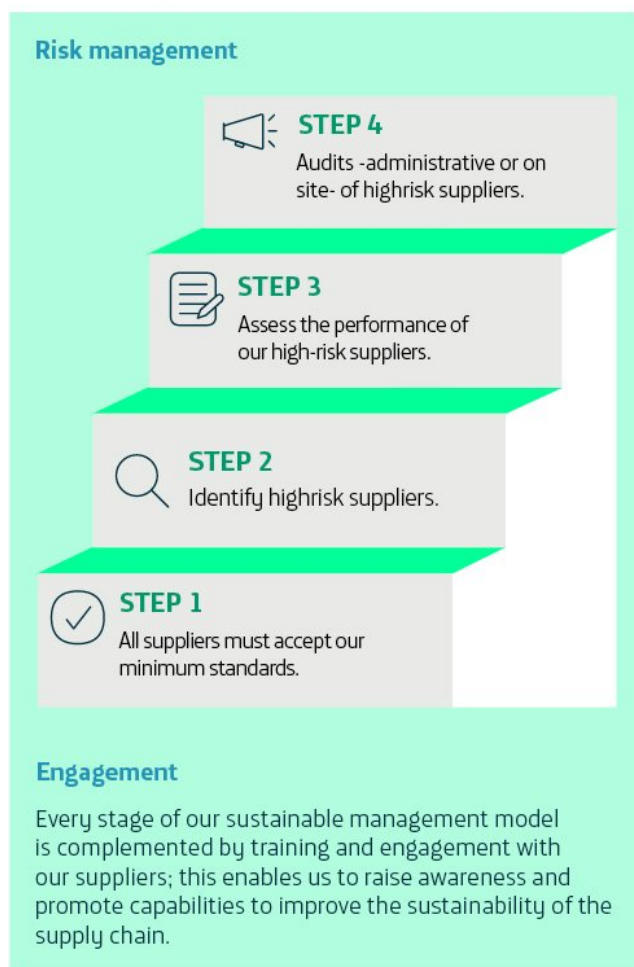 Risk management
STEP 4
Audits -administrative or on
site- of highrisk suppliers.
STEP 3
Assess the performance of
our high-risk suppliers.
STEP 2
Identify highrisk suppliers.
STEP 1
All suppliers must accept our
minimum standards.
Engagement
Every stage of our sustainable management model
is complemented by training and engagement with
our suppliers; this enables us to raise awareness and
promote capabilities to improve the sustainability of the
supply chain.